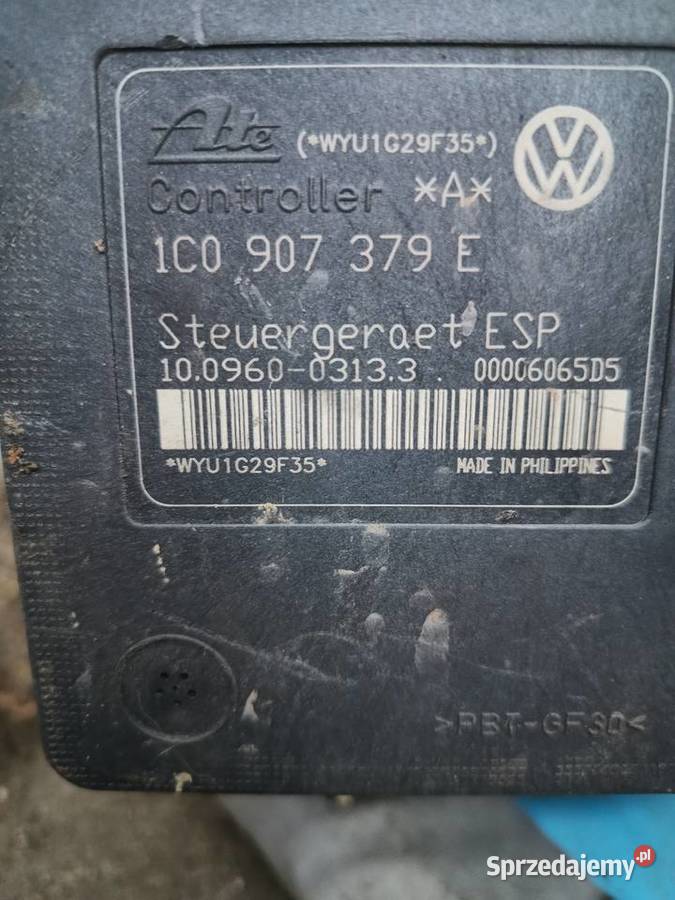 Ate (*WYU1G29F35*)
Controller *A*
1C0 907 379 E
Steuergeraet ESP
10.0960-0313.3 00006065D5
*WYU1G29F35* MADE IN PHILIPPINES
>PBT-GF30<
Sprzedajemy.pl